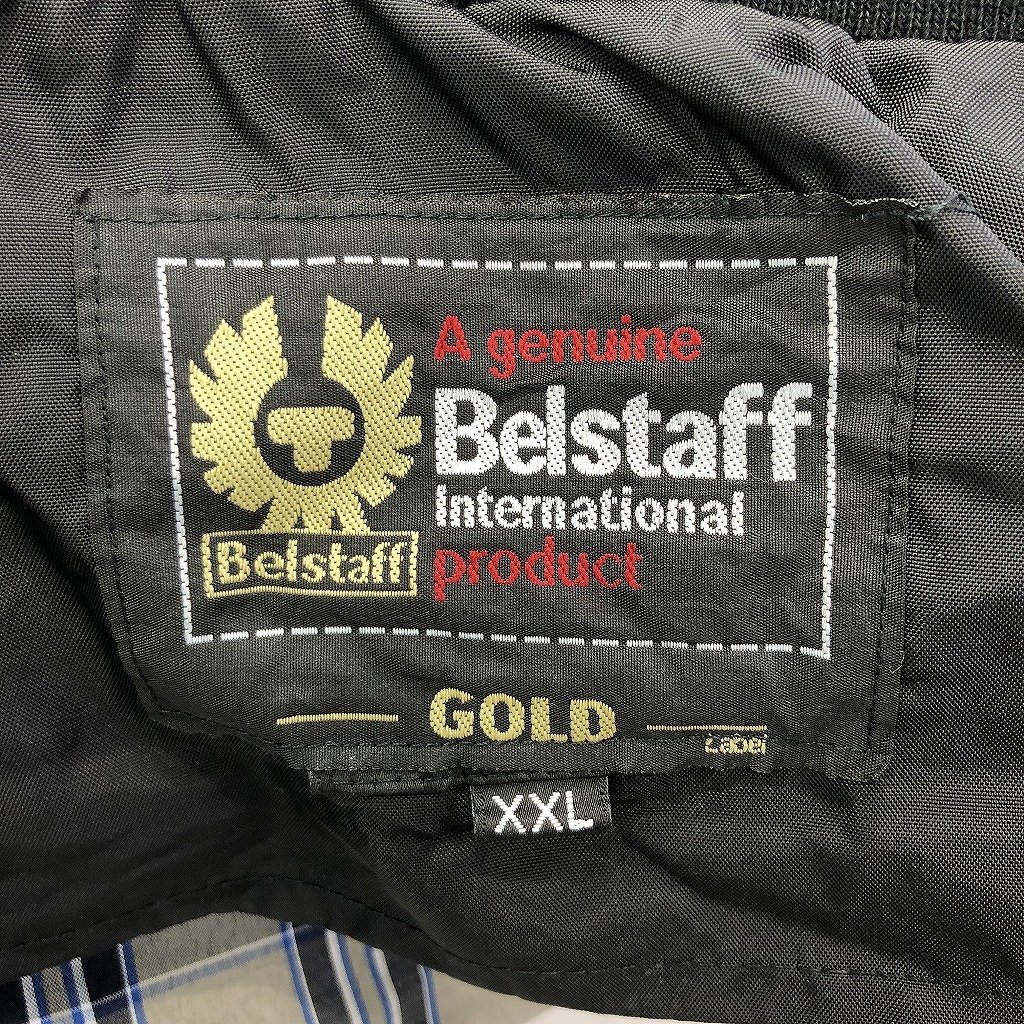 A genuine
Belstaff
International
product
Belstaff
GOLD
Label
XXL